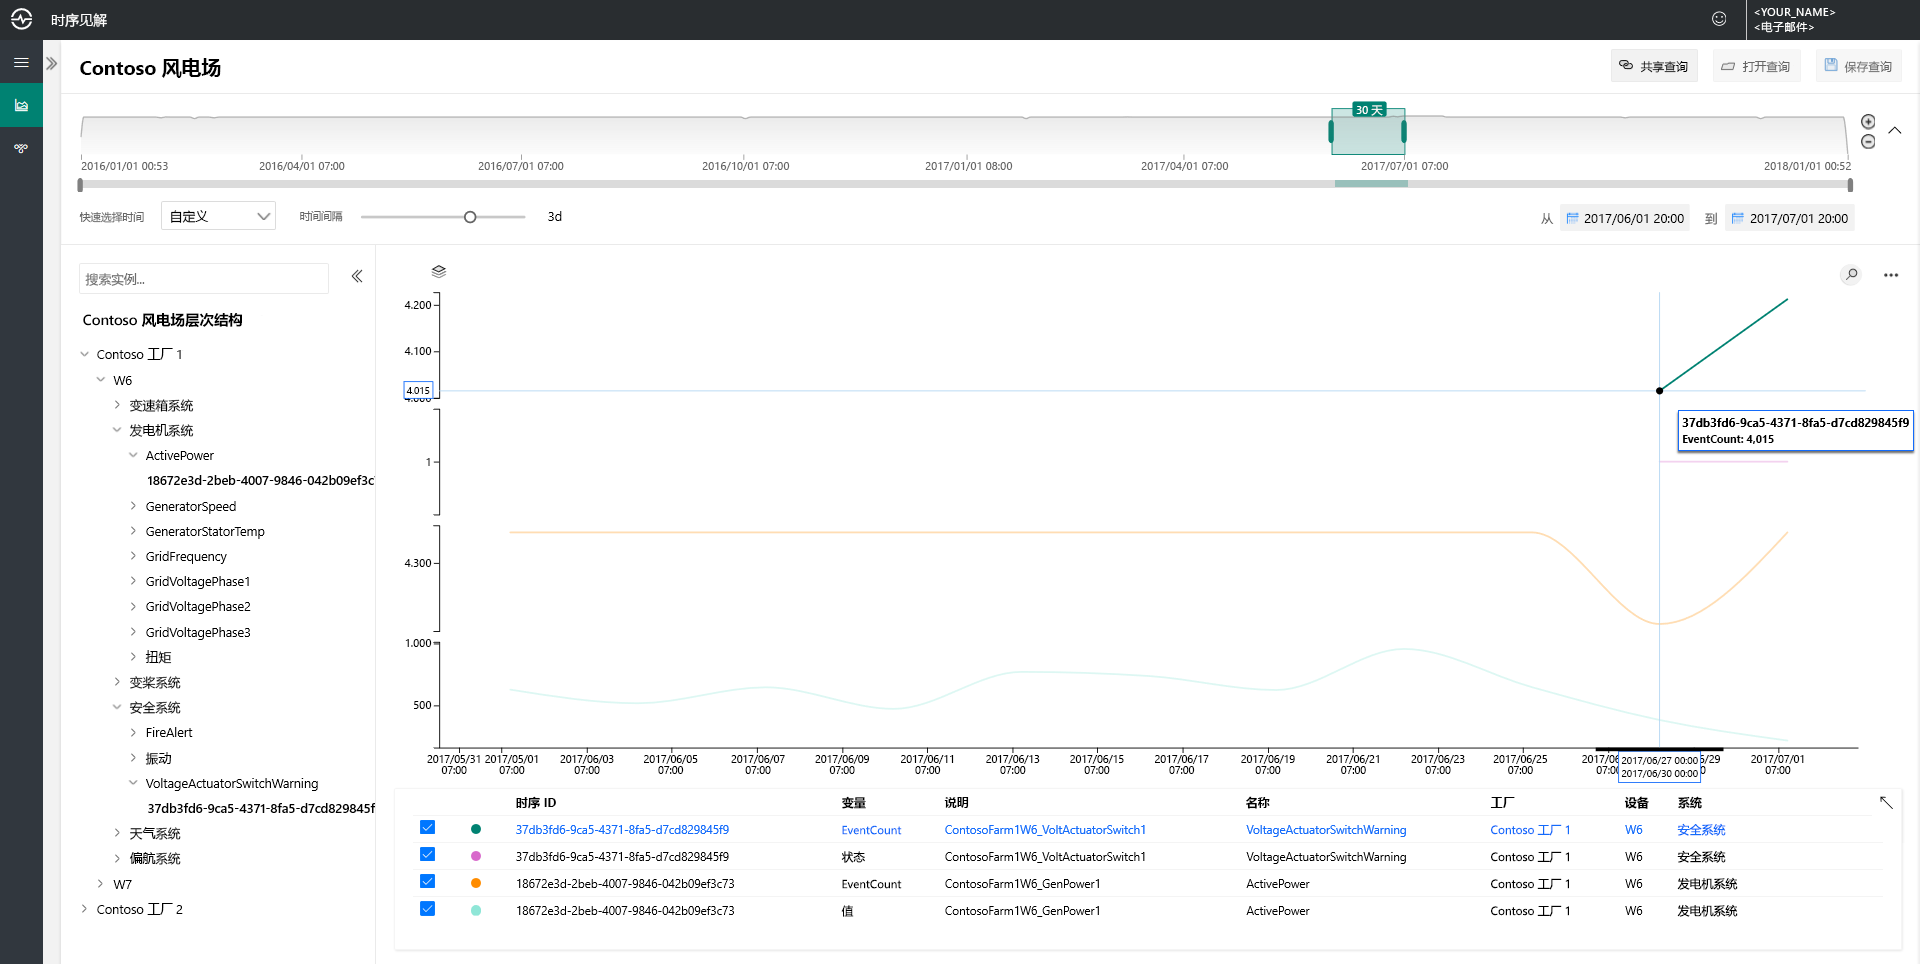 时序见解
<YOUR_NAME>
<电子邮件>
Contoso 风电场
共享查询
打开查询
保存查询
30 天
2016/01/01 00:53
2016/04/01 07:00
2016/07/01 07:00
2016/10/01 07:00
2017/01/01 08:00
2017/04/01 07:00
2017/07/01 07:00
2018/01/01 00:52
快速选择时间
自定义
时间间隔
3d
从
2017/06/01 20:00
到
2017/07/01 20:00
搜索实例...
Contoso 风电场层次结构
Contoso 工厂 1
W6
变速箱系统
发电机系统
ActivePower
18672e3d-2beb-4007-9846-042b09ef3c
GeneratorSpeed
GeneratorStatorTemp
GridFrequency
GridVoltagePhase1
GridVoltagePhase2
GridVoltagePhase3
扭矩
变桨系统
安全系统
FireAlert
振动
VoltageActuatorSwitchWarning
37db3fd6-9ca5-4371-8fa5-d7cd829845f
天气系统
偏航系统
W7
Contoso 工厂 2
4.200
4.100
4.015
1
4.300
1.000
500
37db3fd6-9ca5-4371-8fa5-d7cd829845f9
EventCount: 4,015
2017/05/31 07:00
2017/05/01 07:00
2017/06/03 07:00
2017/06/05 07:00
2017/06/07 07:00
2017/06/09 07:00
2017/06/11 07:00
2017/06/13 07:00
2017/06/15 07:00
2017/06/17 07:00
2017/06/19 07:00
2017/06/21 07:00
2017/06/23 07:00
2017/06/25 07:00
2017/06/27 00:00
2017/06/30 00:00
2017/07/01 07:00
时序 ID 变量 说明 名称 工厂 设备 系统
37db3fd6-9ca5-4371-8fa5-d7cd829845f9 EventCount ContosoFarm1W6_VoltActuatorSwitch1 VoltageActuatorSwitchWarning Contoso 工厂 1 W6 安全系统
37db3fd6-9ca5-4371-8fa5-d7cd829845f9 状态 ContosoFarm1W6_VoltActuatorSwitch1 VoltageActuatorSwitchWarning Contoso 工厂 1 W6 安全系统
18672e3d-2beb-4007-9846-042b09ef3c73 EventCount ContosoFarm1W6_GenPower1 ActivePower Contoso 工厂 1 W6 发电机系统
18672e3d-2beb-4007-9846-042b09ef3c73 值 ContosoFarm1W6_GenPower1 ActivePower Contoso 工厂 1 W6 发电机系统